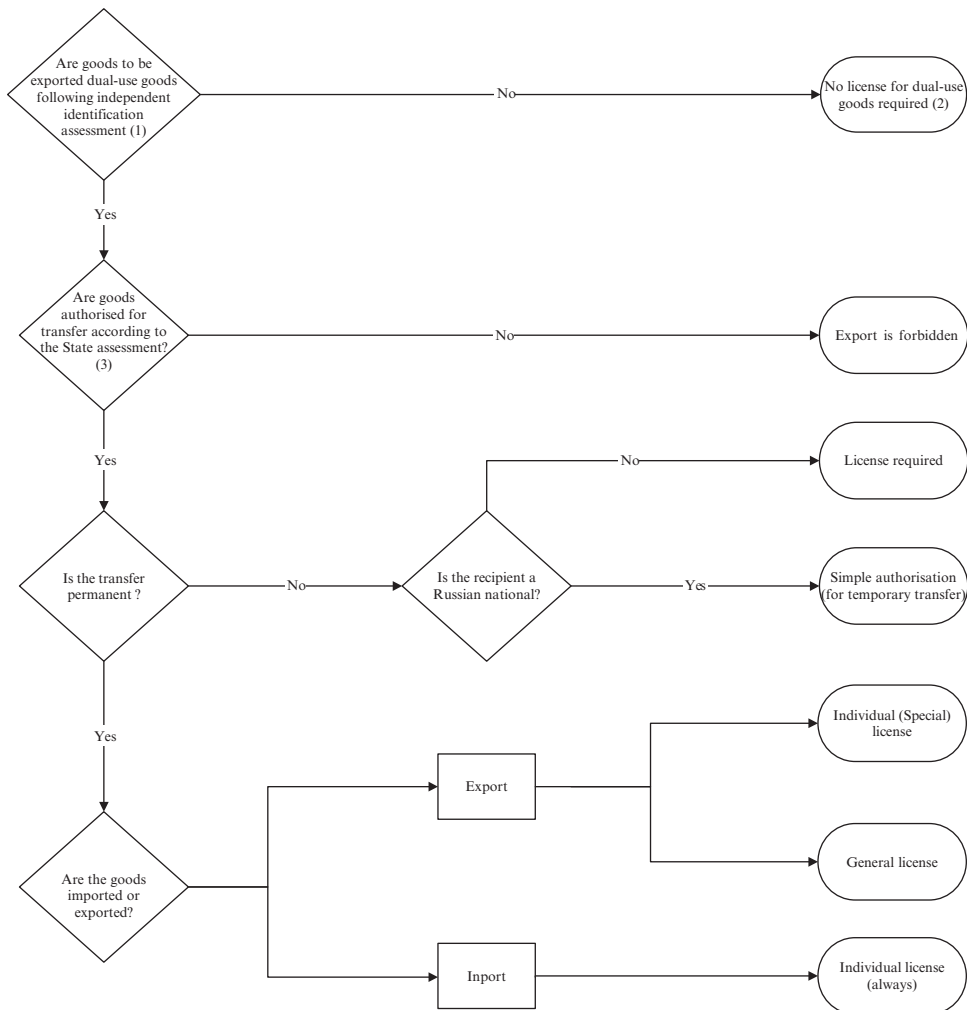 Are goods to be
exported dual-use goods
following independent
identification
assessment (1)
No
No license for dual-use
goods required (2)
Yes
Are goods
authorised for
transfer according to
the State assessment?
(3)
No
Export is forbidden
Yes
No
License required
Is the transfer
permanent ?
No
Is the recipient a
Russian national?
Yes
Simple authorisation
(for temporary transfer)
Yes
Individual (Special)
license
Export
General license
Are the goods
imported or
exported?
Inport
Individual license
(always)